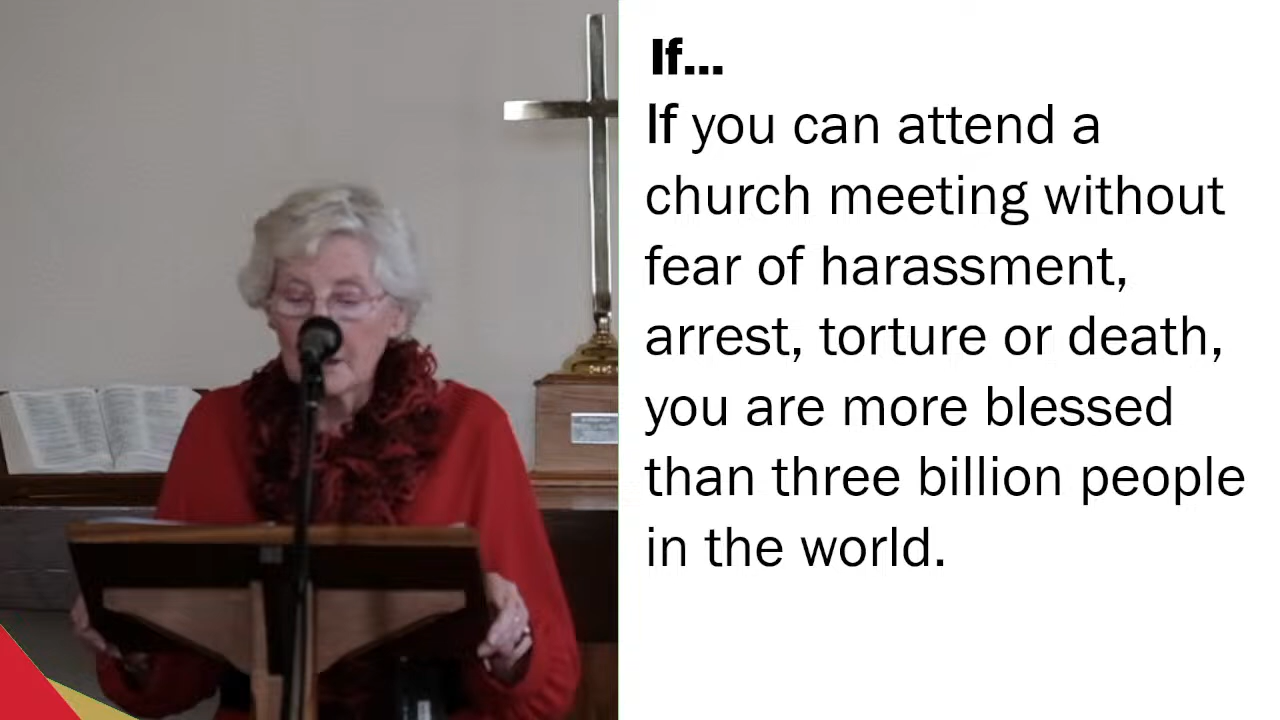 If...
If you can attend a
church meeting without
fear of harassment,
arrest, torture or death,
you are more blessed
than three billion people
in the world.